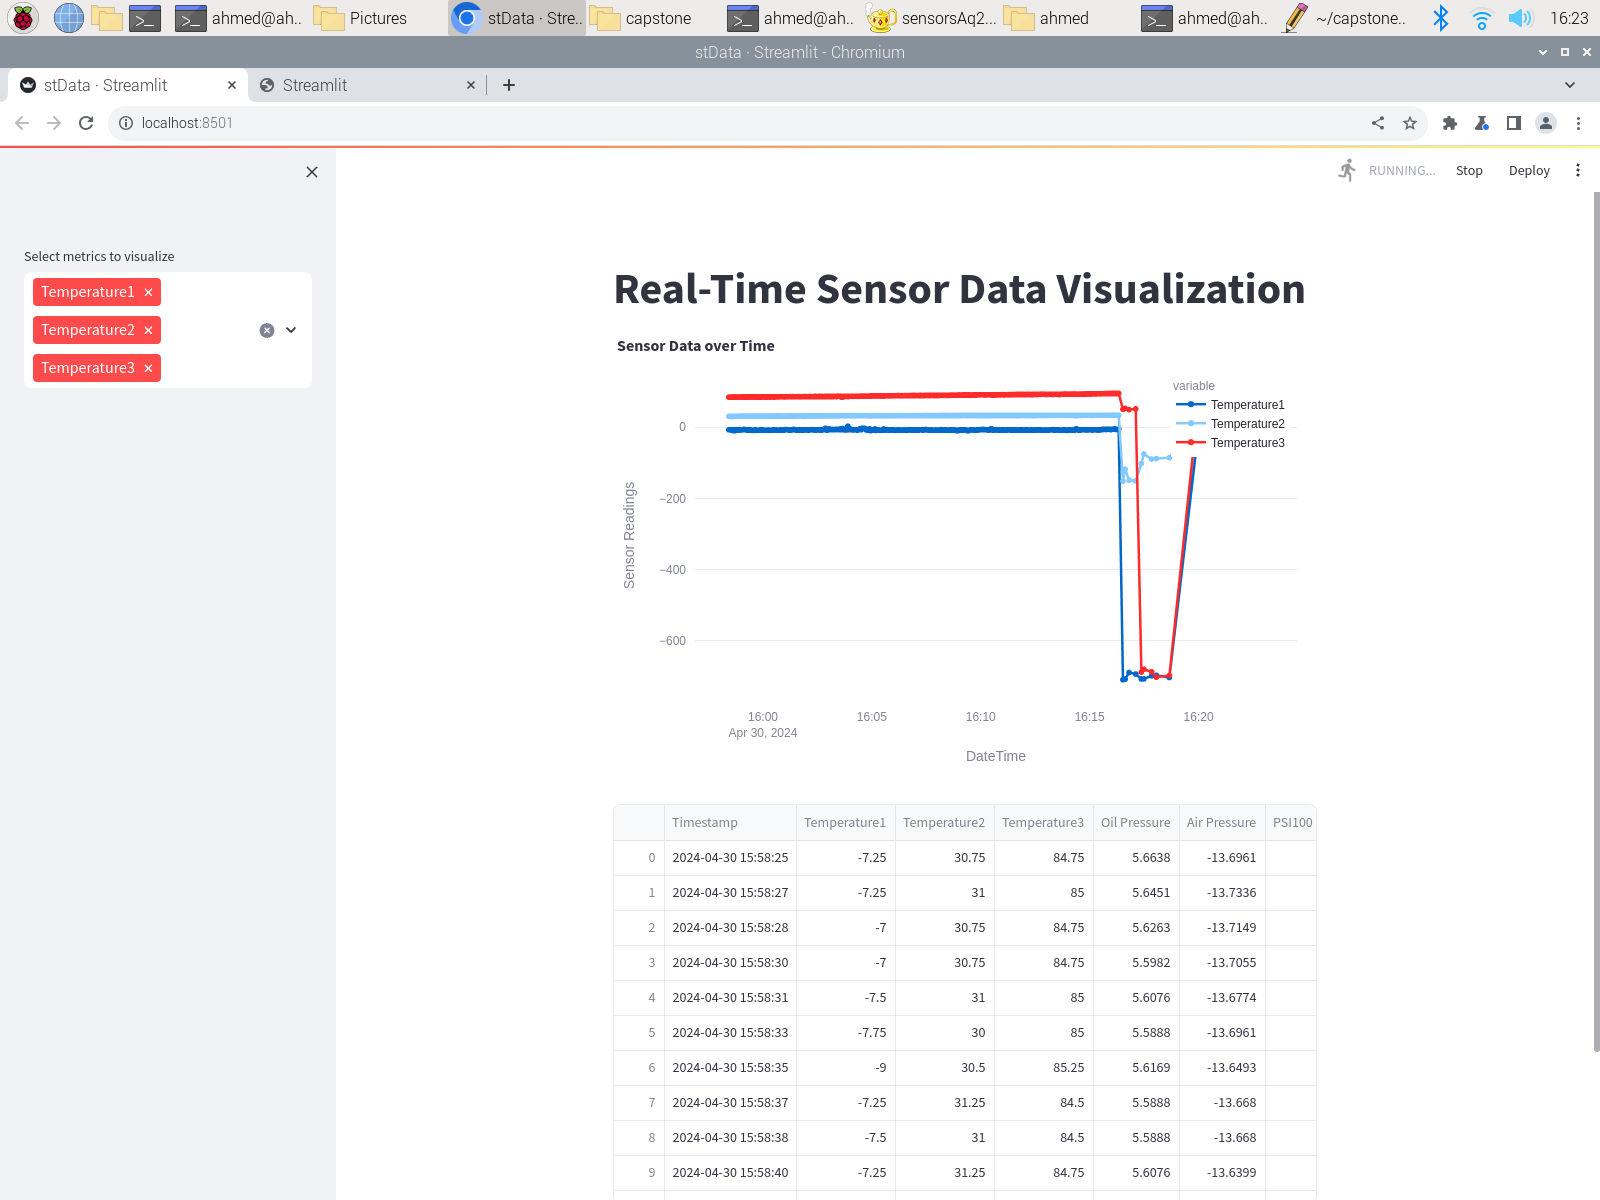 ahmed@ah..
Pictures
stData · Stre..
capstone
ahmed@ah..
sensorsAq2...
ahmed
ahmed@ah..
~/capstone..
16:23
stData · Streamlit - Chromium
stData · Streamlit
Streamlit
localhost:8501
RUNNING...
Stop
Deploy
Select metrics to visualize
Temperature1
Temperature2
Temperature3
Real-Time Sensor Data Visualization
Sensor Data over Time
variable
Temperature1
Temperature2
Temperature3
0
−200
−400
−600
Sensor Readings
16:00
Apr 30, 2024
16:05
16:10
16:15
16:20
DateTime
Timestamp Temperature1 Temperature2 Temperature3 Oil Pressure Air Pressure PSI100
0 2024-04-30 15:58:25 -7.25 30.75 84.75 5.6638 -13.6961
1 2024-04-30 15:58:27 -7.25 31 85 5.6451 -13.7336
2 2024-04-30 15:58:28 -7 30.75 84.75 5.6263 -13.7149
3 2024-04-30 15:58:30 -7 30.75 84.75 5.5982 -13.7055
4 2024-04-30 15:58:31 -7.5 31 85 5.6076 -13.6774
5 2024-04-30 15:58:33 -7.75 30 85 5.5888 -13.6961
6 2024-04-30 15:58:35 -9 30.5 85.25 5.6169 -13.6493
7 2024-04-30 15:58:37 -7.25 31.25 84.5 5.5888 -13.668
8 2024-04-30 15:58:38 -7.5 31 84.5 5.5888 -13.668
9 2024-04-30 15:58:40 -7.25 31.25 84.75 5.6076 -13.6399